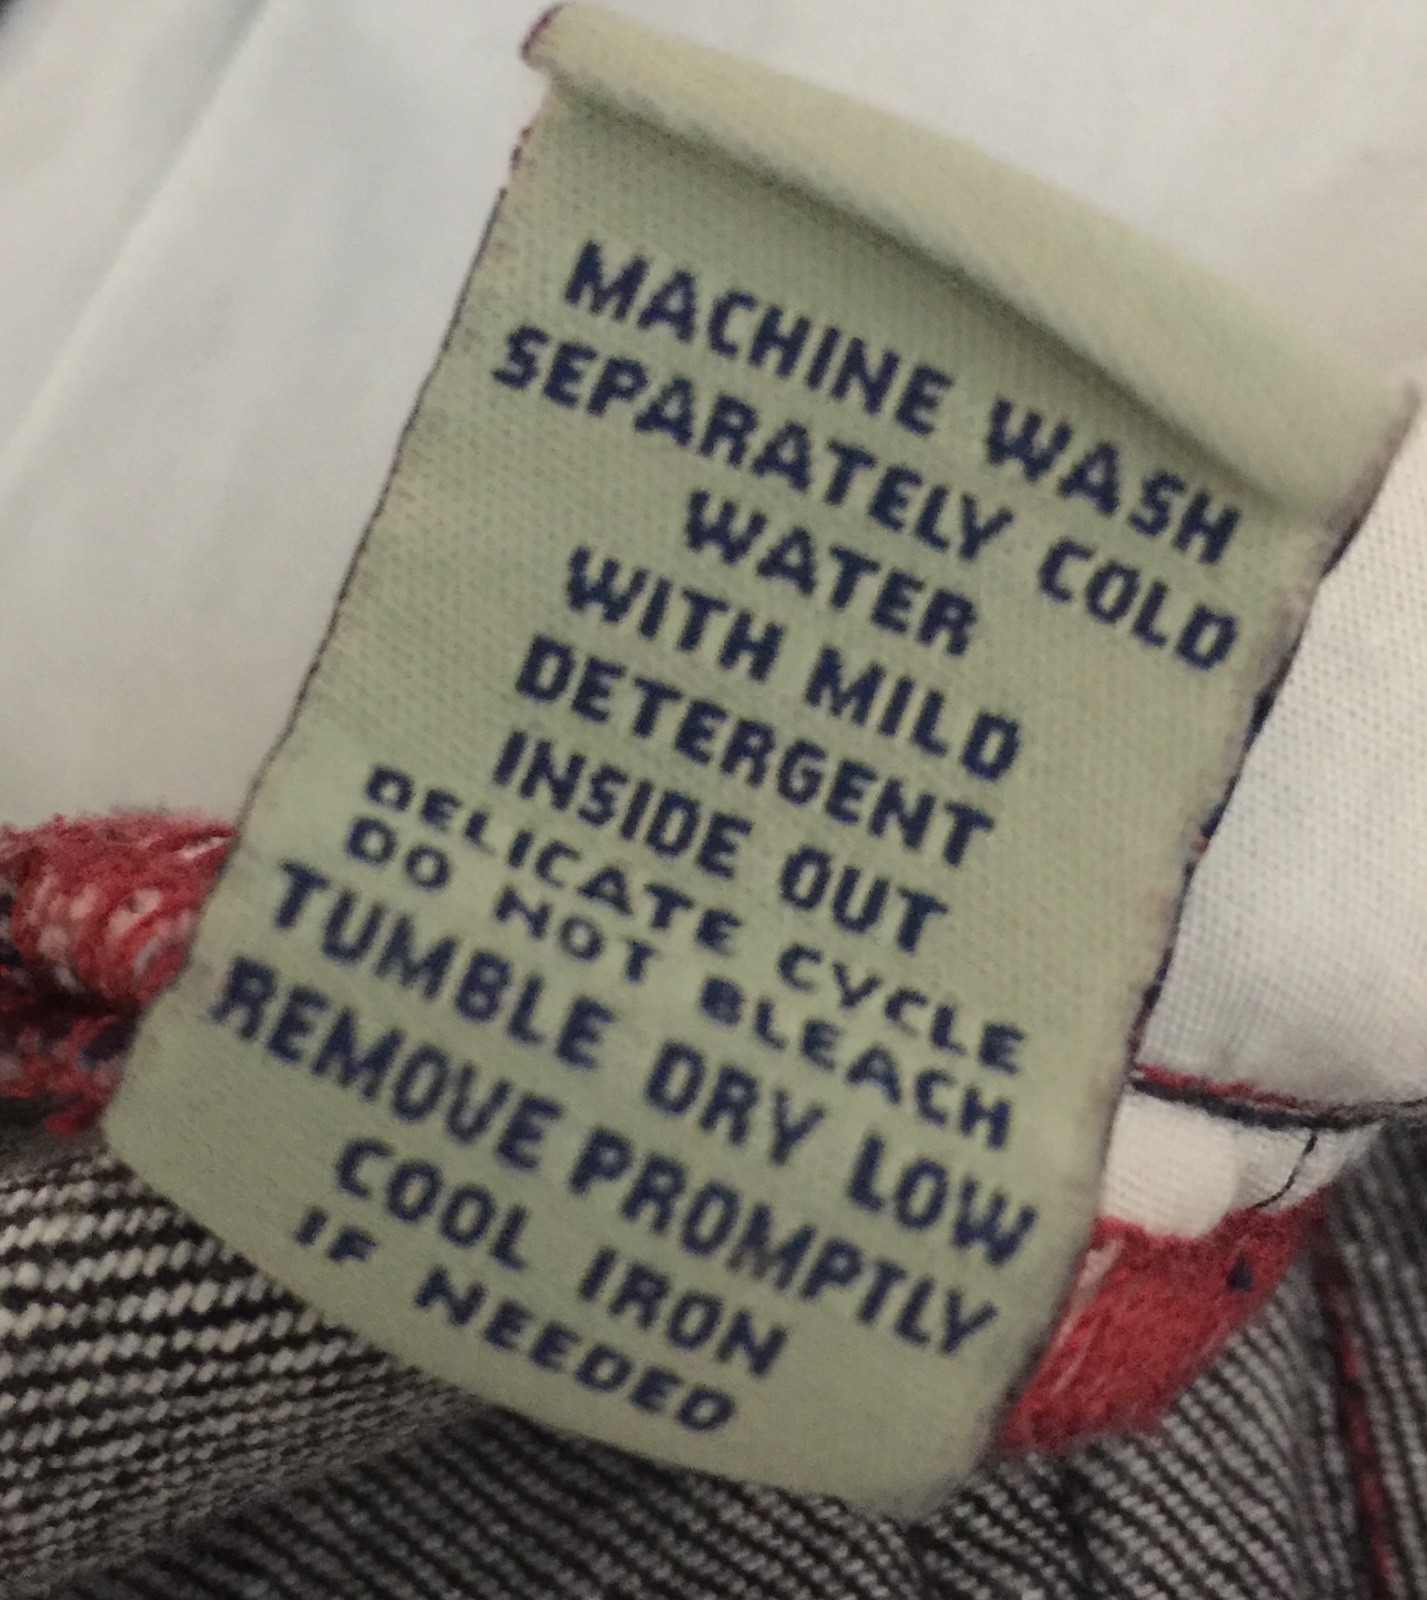 MACHINE WASH
SEPARATELY COLD
WATER
WITH MILD
DETERGENT
INSIDE OUT
DELICATE CYCLE
DO NOT BLEACH
TUMBLE DRY LOW
REMOVE PROMPTLY
COOL IRON
IF NEEDED